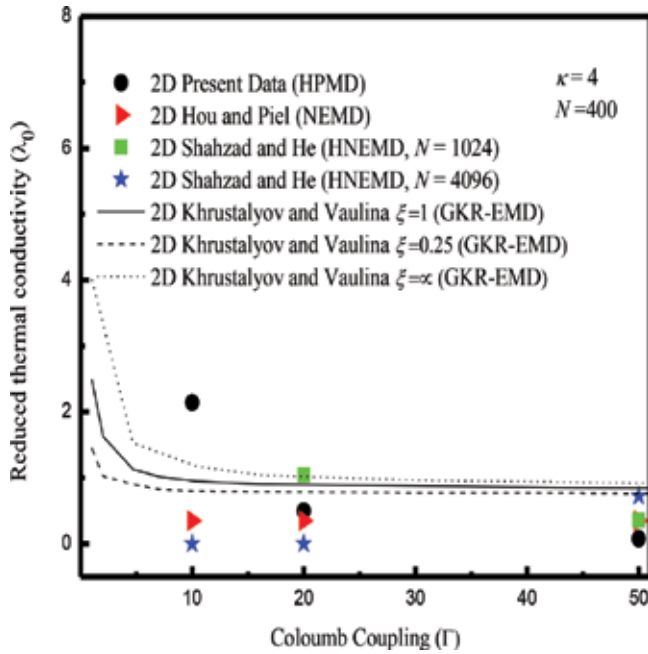 8
6
4
2
0
Reduced thermal conductivity (λ0)
2D Present Data (HPMD)
2D Hou and Piel (NEMD)
2D Shahzad and He (HNEMD, N = 1024)
2D Shahzad and He (HNEMD, N = 4096)
2D Khrustalyov and Vaulina ξ=1 (GKR-EMD)
2D Khrustalyov and Vaulina ξ=0.25 (GKR-EMD)
2D Khrustalyov and Vaulina ξ=∝ (GKR-EMD)
κ = 4
N=400
10
20
30
40
50
Coloumb Coupling (Γ)